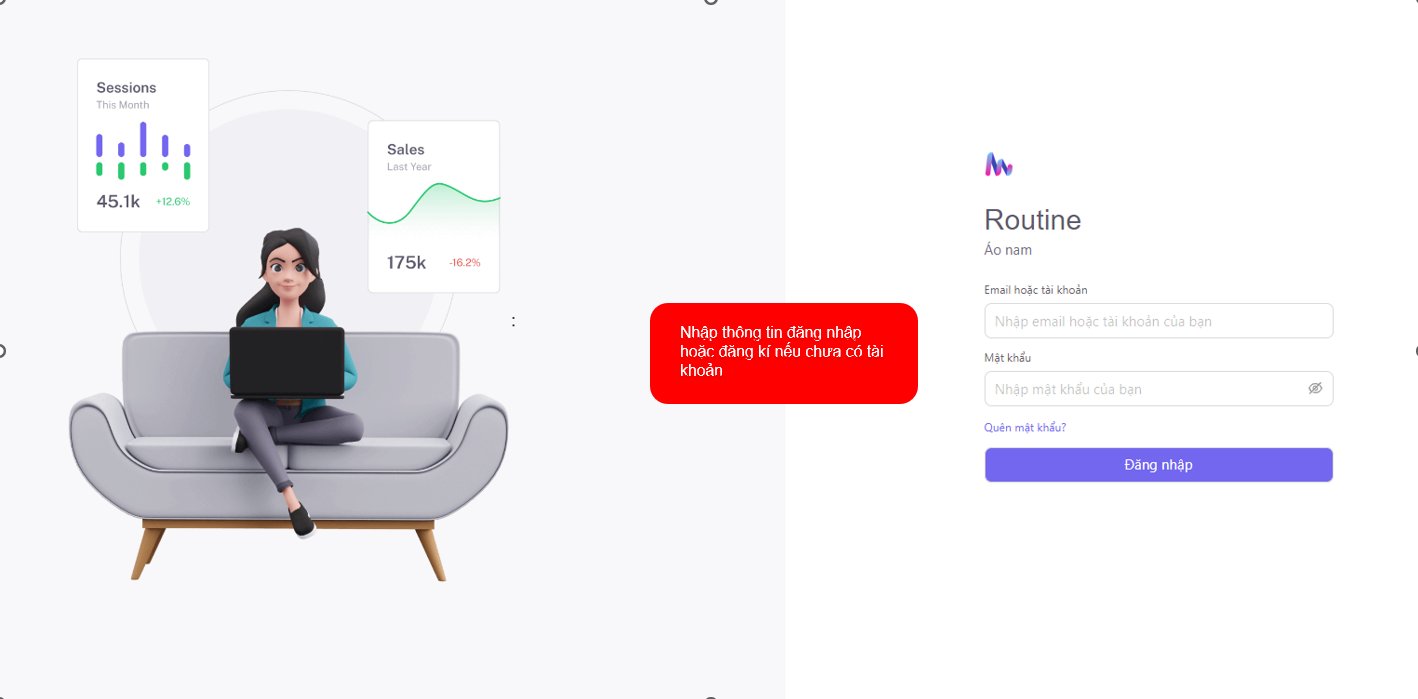 Sessions
This Month
45.1k +12.6%
Sales
Last Year
175k -16.2%
:
Nhập thông tin đăng nhập
hoặc đăng kí nếu chưa có tài
khoản
Routine
Áo nam
Email hoặc tài khoản
Nhập email hoặc tài khoản của bạn
Mật khẩu
Nhập mật khẩu của bạn
Quên mật khẩu?
Đăng nhập